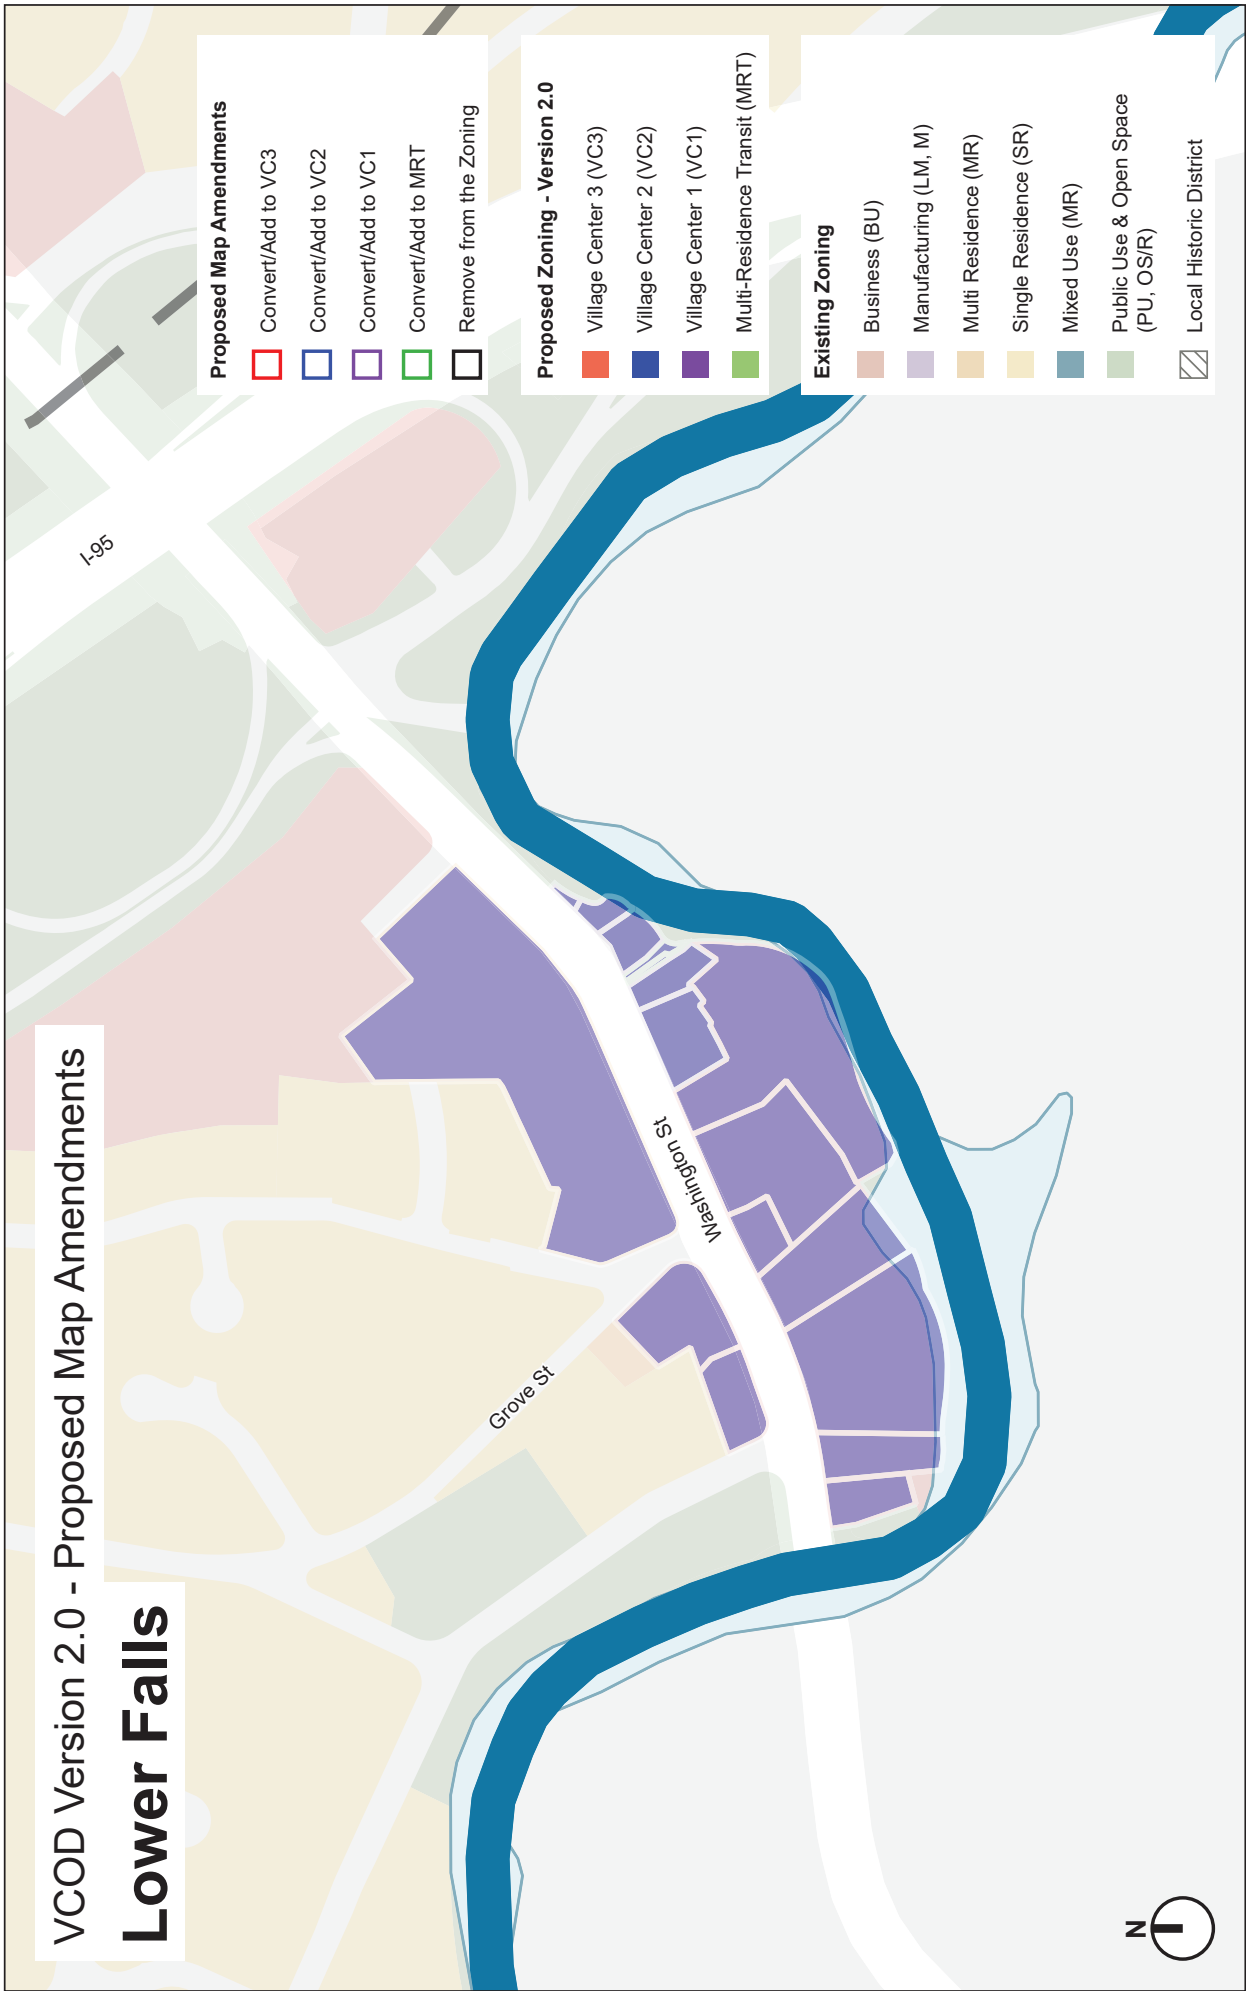 VCOD Version 2.0 - Proposed Map Amendments
Lower Falls
I-95
Washington St
Grove St
N
Proposed Map Amendments
Convert/Add to VC3
Convert/Add to VC2
Convert/Add to VC1
Convert/Add to MRT
Remove from the Zoning
Proposed Zoning - Version 2.0
Village Center 3 (VC3)
Village Center 2 (VC2)
Village Center 1 (VC1)
Multi-Residence Transit (MRT)
Existing Zoning
Business (BU)
Manufacturing (LM, M)
Multi Residence (MR)
Single Residence (SR)
Mixed Use (MR)
Public Use & Open Space
(PU, OS/R)
Local Historic District